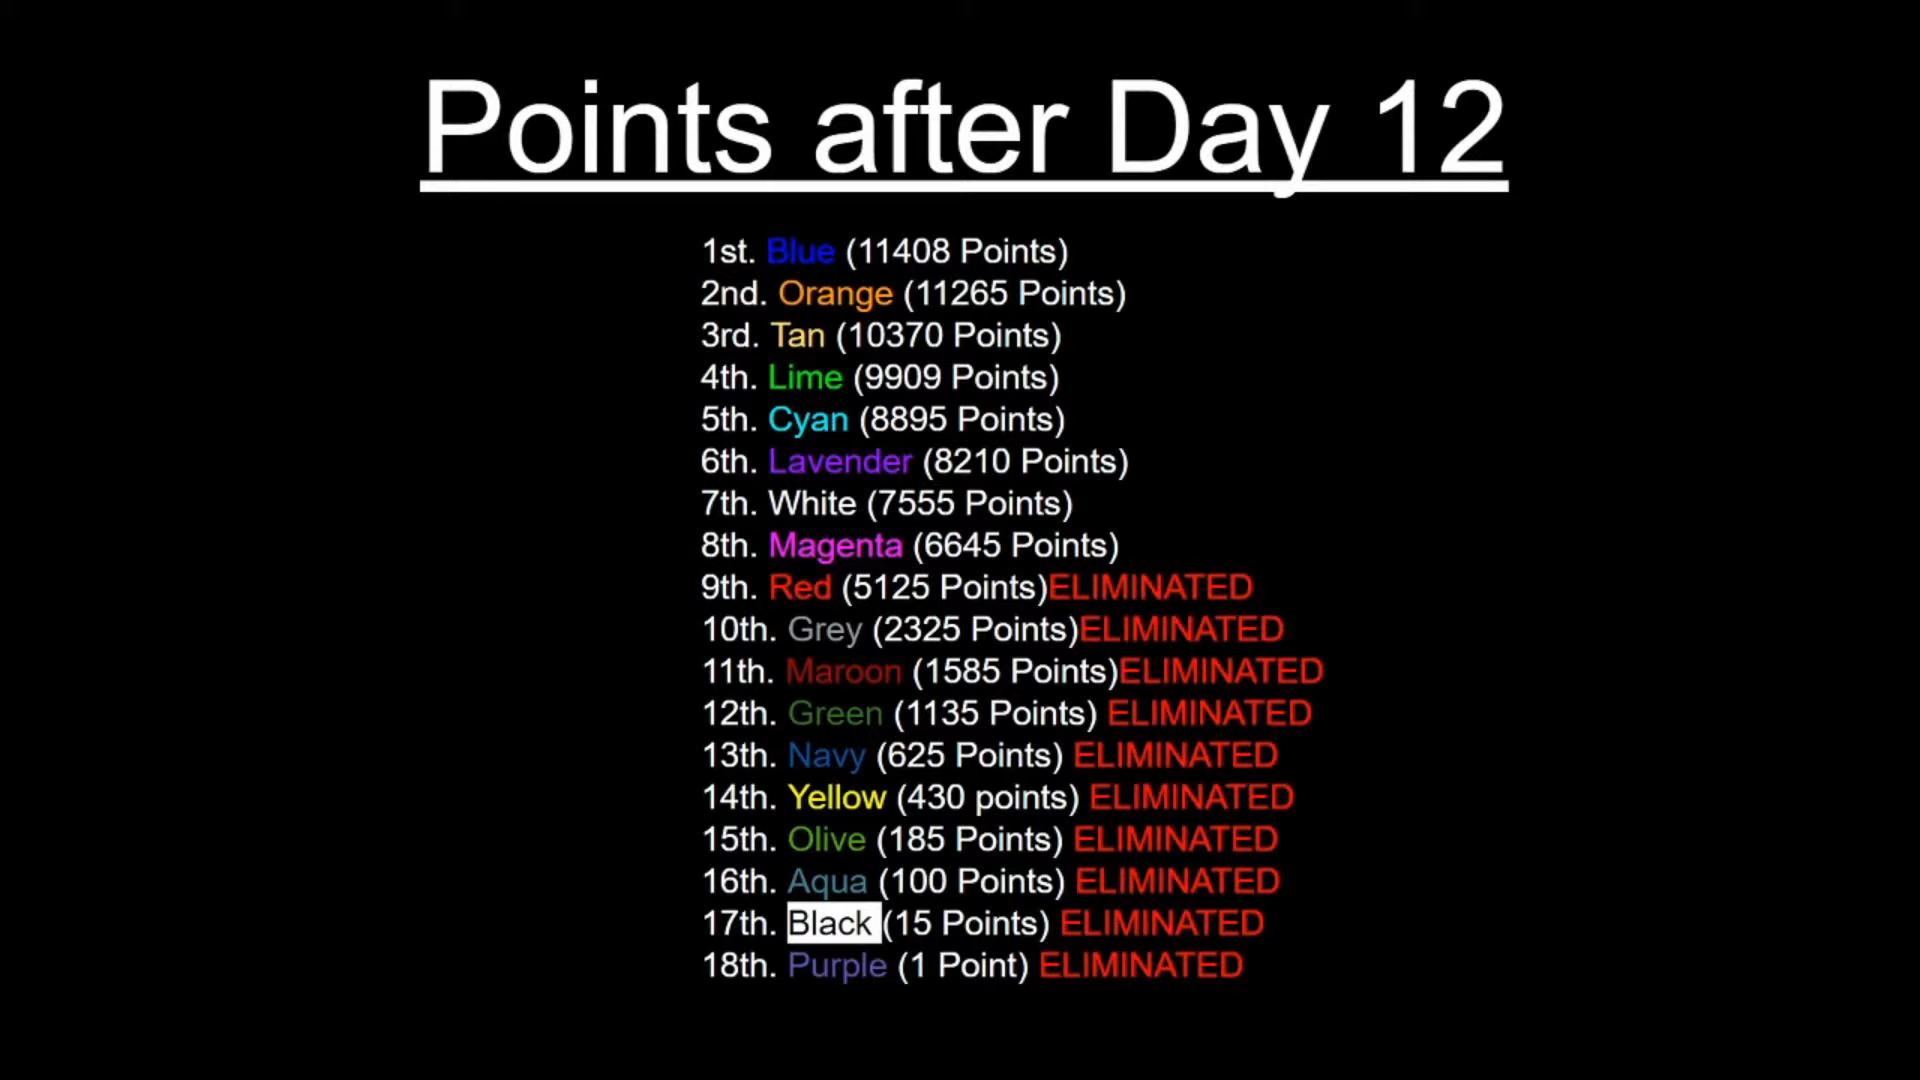 Points after Day 12
1st. Blue (11408 Points)
2nd. Orange (11265 Points)
3rd. Tan (10370 Points)
4th. Lime (9909 Points)
5th. Cyan (8895 Points)
6th. Lavender (8210 Points)
7th. White (7555 Points)
8th. Magenta (6645 Points)
9th. Red (5125 Points)ELIMINATED
10th. Grey (2325 Points)ELIMINATED
11th. Maroon (1585 Points)ELIMINATED
12th. Green (1135 Points) ELIMINATED
13th. Navy (625 Points) ELIMINATED
14th. Yellow (430 points) ELIMINATED
15th. Olive (185 Points) ELIMINATED
16th. Aqua (100 Points) ELIMINATED
17th. Black (15 Points) ELIMINATED
18th. Purple (1 Point) ELIMINATED